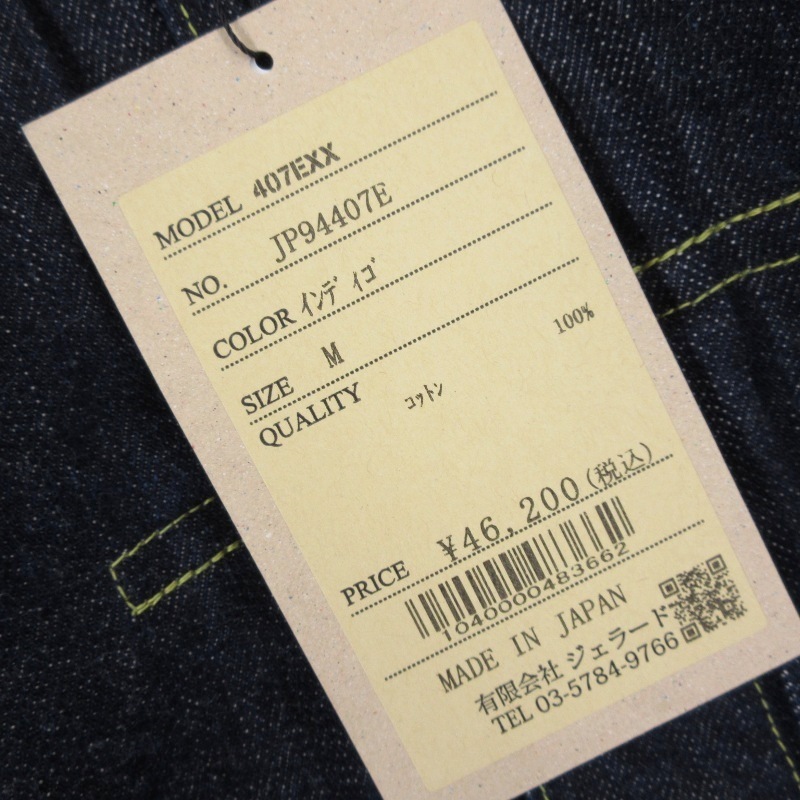 MODEL 407EXX
NO. JP94407E
COLOR ｲﾝﾃﾞｨｺﾞ
SIZE M
QUALITY ｺｯﾄﾝ 100%
PRICE ¥46,200(税込)
1040000483662
MADE IN JAPAN
有限会社 ジェラード
TEL 03-5784-9766